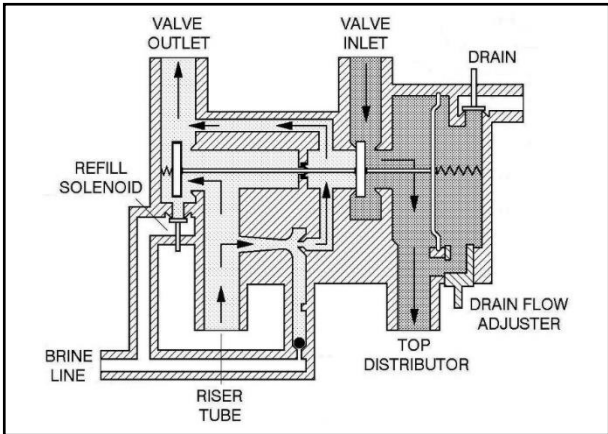 VALVE
OUTLET
VALVE
INLET
DRAIN
REFILL
SOLENOID
DRAIN FLOW
ADJUSTER
BRINE
LINE
TOP
DISTRIBUTOR
RISER
TUBE